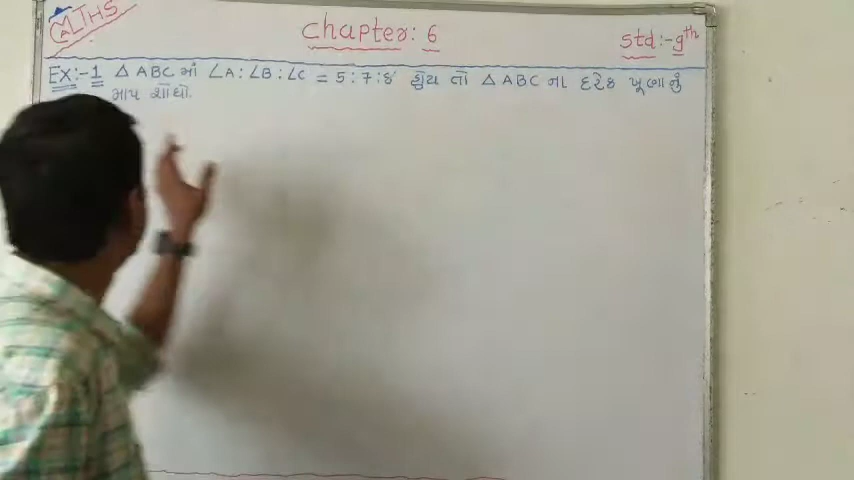 MATHS
chapter: 6
std:-9th
Ex:-1 △ABC માં ∠A:∠B:∠C = 5:7:8 હોય તો △ABC ના દરેક ખૂણાનું
માપ શોધો.